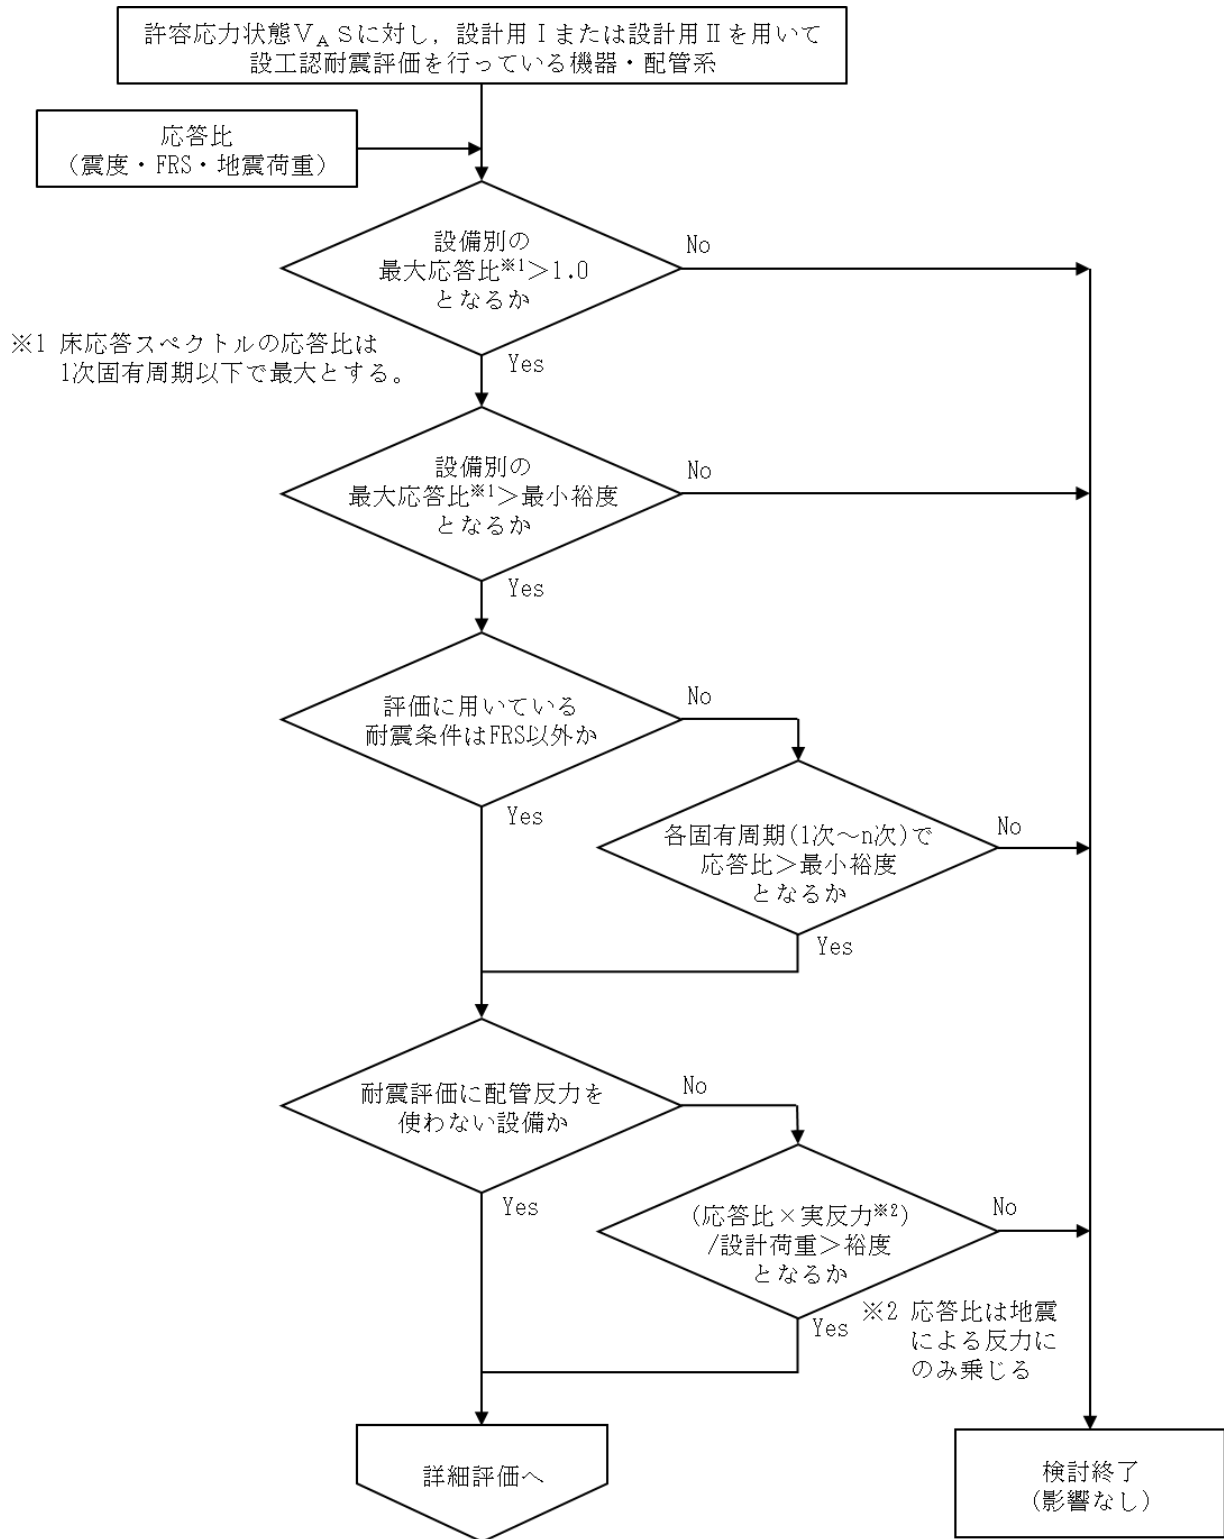 許容応力状態ⅤA Sに対し，設計用Ⅰまたは設計用Ⅱを用いて
設工認耐震評価を行っている機器・配管系
応答比
（震度・FRS・地震荷重）
設備別の
最大応答比※1＞1.0
となるか
No
Yes
※1 床応答スペクトルの応答比は
1次固有周期以下で最大とする。
設備別の
最大応答比※1＞最小裕度
となるか
No
Yes
評価に用いている
耐震条件はFRS以外か
No
Yes
各固有周期(1次～n次)で
応答比＞最小裕度
となるか
No
Yes
耐震評価に配管反力を
使わない設備か
No
Yes
(応答比×実反力※2)
/設計荷重＞裕度
となるか
No
Yes
※2 応答比は地震
による反力に
のみ乗じる
詳細評価へ
検討終了
(影響なし)